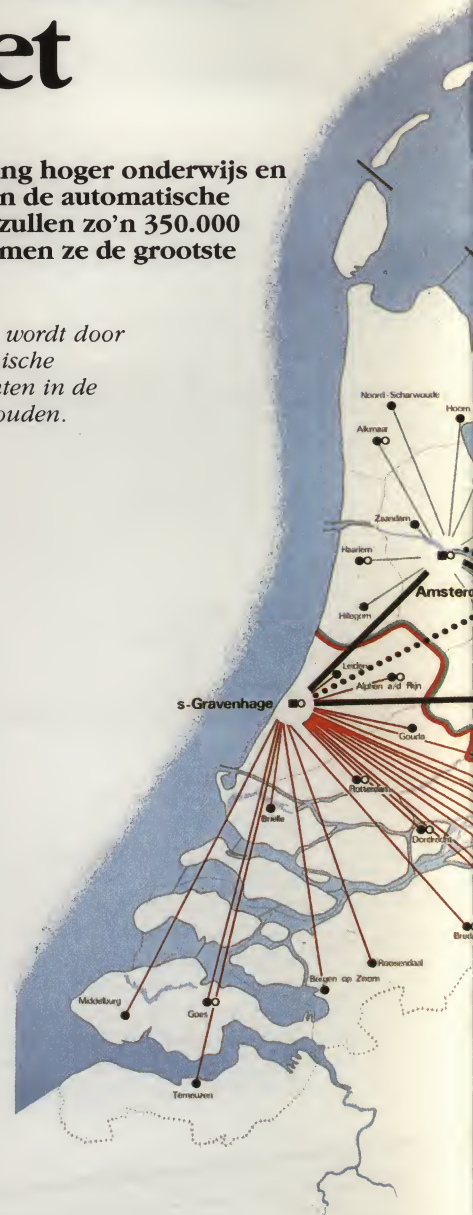 et
ng hoger onderwijs en
n de automatische
zullen zo'n 350.000
men ze de grootste
wordt door
ische
ten in de
ouden.
Noord-Scharwoude
Hoorn
Alkmaar
Zaandam
Haarlem
Amsterd
Hillegom
Leiden
Alphen a/d Rijn
s-Gravenhage
Gouda
Rotterdam
Brielle
Dordrecht
Breda
Roosendaal
Bergen op Zoom
Middelburg
Goes
Terneuzen